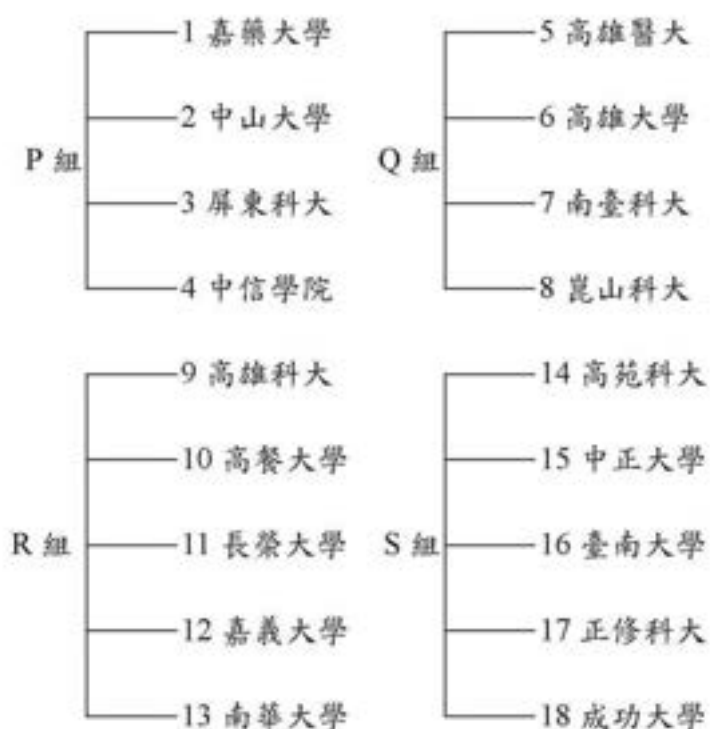 1 嘉藥大學
2 中山大學
P 組
3 屏東科大
4 中信學院
5 高雄醫大
6 高雄大學
Q 組
7 南臺科大
8 崑山科大
9 高雄科大
10 高餐大學
R 組
11 長榮大學
12 嘉義大學
13 南華大學
14 高苑科大
15 中正大學
S 組
16 臺南大學
17 正修科大
18 成功大學